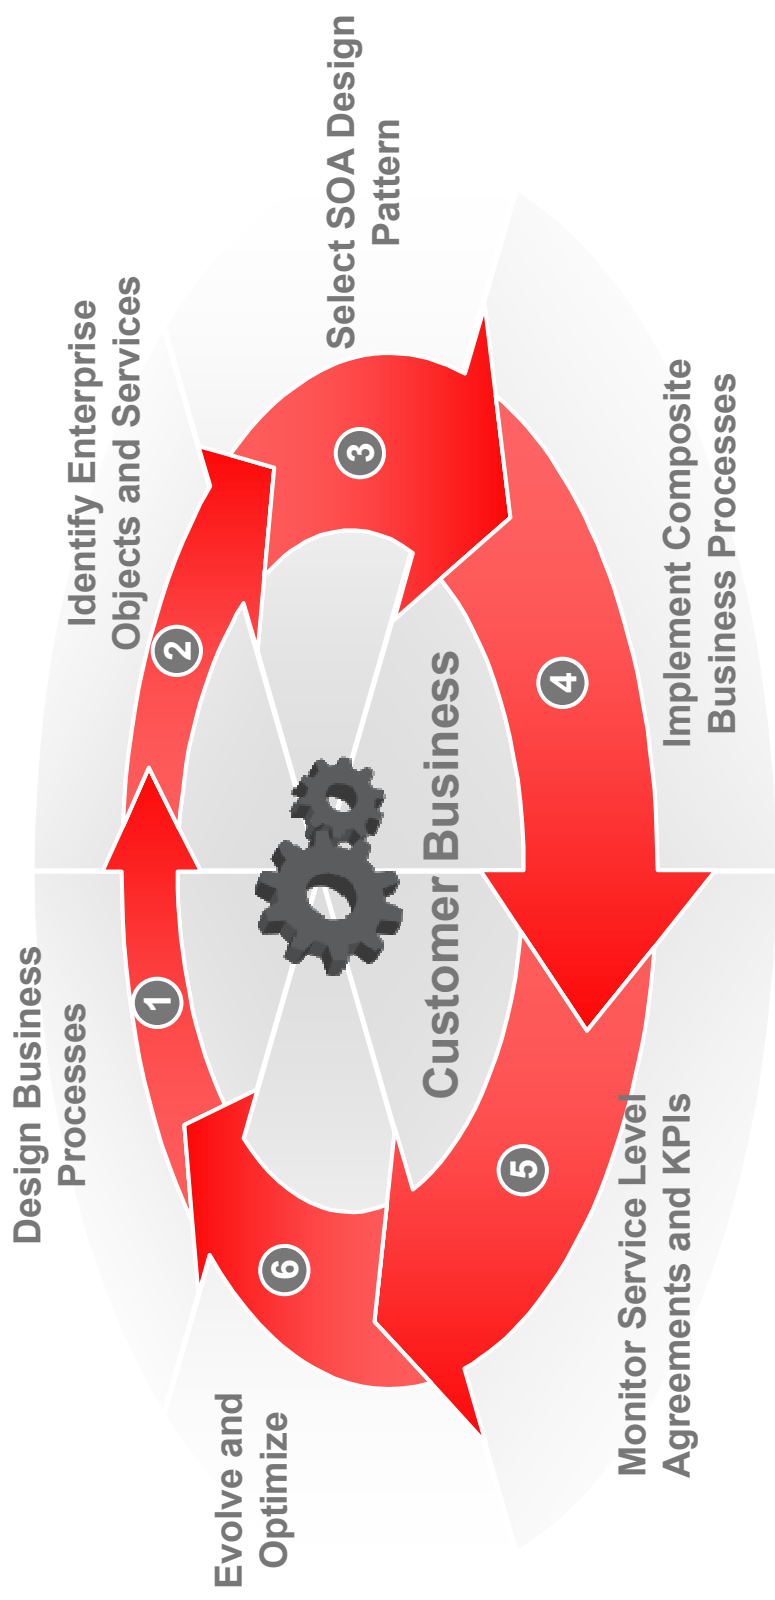 Design Business
Processes
1
Identify Enterprise
Objects and Services
2
Select SOA Design
Pattern
3
Implement Composite
Business Processes
4
Monitor Service Level
Agreements and KPIs
5
Evolve and
Optimize
6
Customer Business